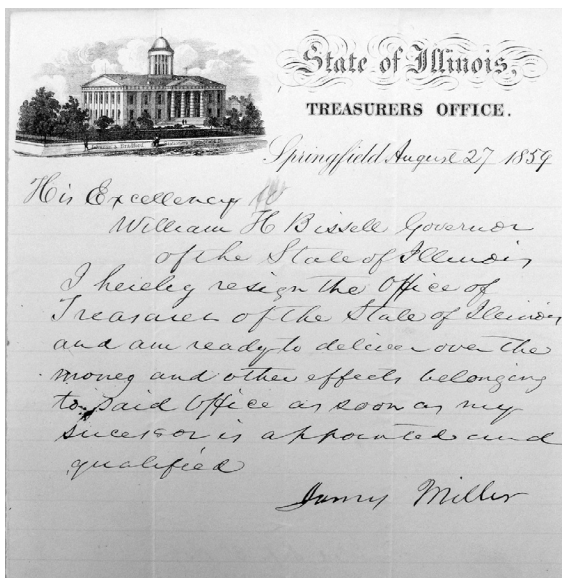 State of Illinois,
TREASURERS OFFICE.
Springfield August 27 1859
His Excellency
William H Bissell Governor
of the State of Illinois
I hereby resign the Office of
Treasurer of the State of Illinois
and am ready to deliver over the
money and other effects belonging
to said Office as soon as my
sucessor is appointed and
qualified
James Miller